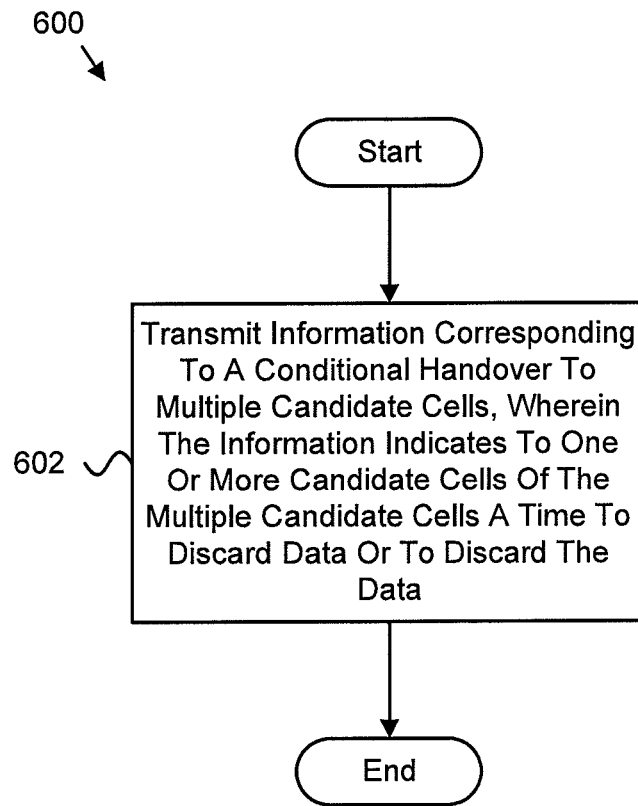 600
Start
Transmit Information Corresponding
To A Conditional Handover To
Multiple Candidate Cells, Wherein
The Information Indicates To One
Or More Candidate Cells Of The
Multiple Candidate Cells A Time To
Discard Data Or To Discard The
Data
602
End